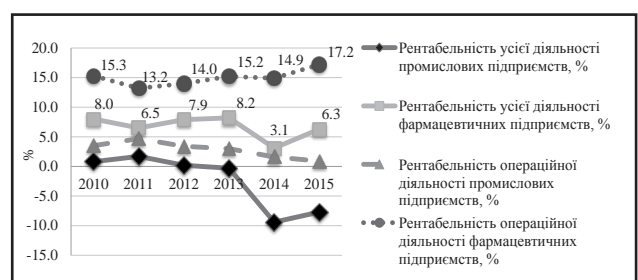 20.0
15.0
10.0
5.0
0.0
-5.0
-10.0
-15.0
%
15.3 13.2 14.0 15.2 14.9 17.2
8.0 6.5 7.9 8.2 3.1 6.3
2010 2011 2012 2013 2014 2015
Рентабельність усієї діяльності
промислових підприємств, %
Рентабельність усієї діяльності
фармацевтичних підприємств, %
Рентабельність операційної
діяльності промислових
підприємств, %
Рентабельність операційної
діяльності фармацевтичних
підприємств, %